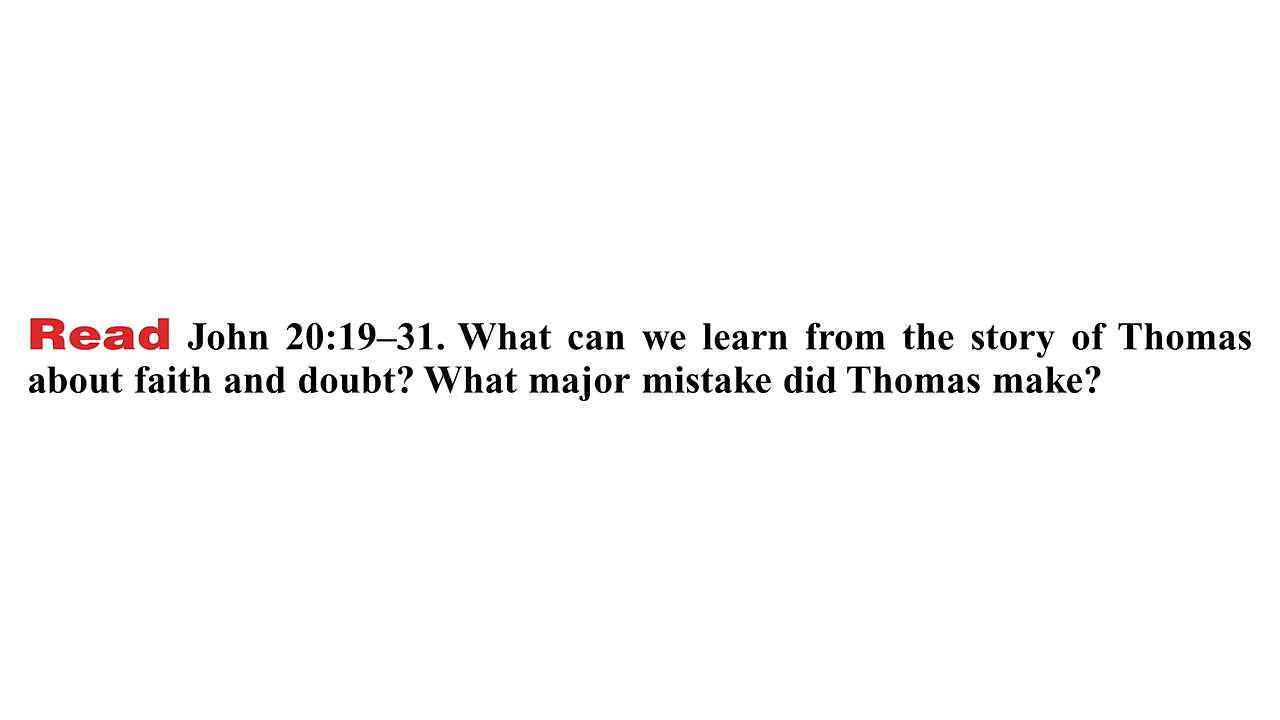 Read John 20:19–31. What can we learn from the story of Thomas
about faith and doubt? What major mistake did Thomas make?